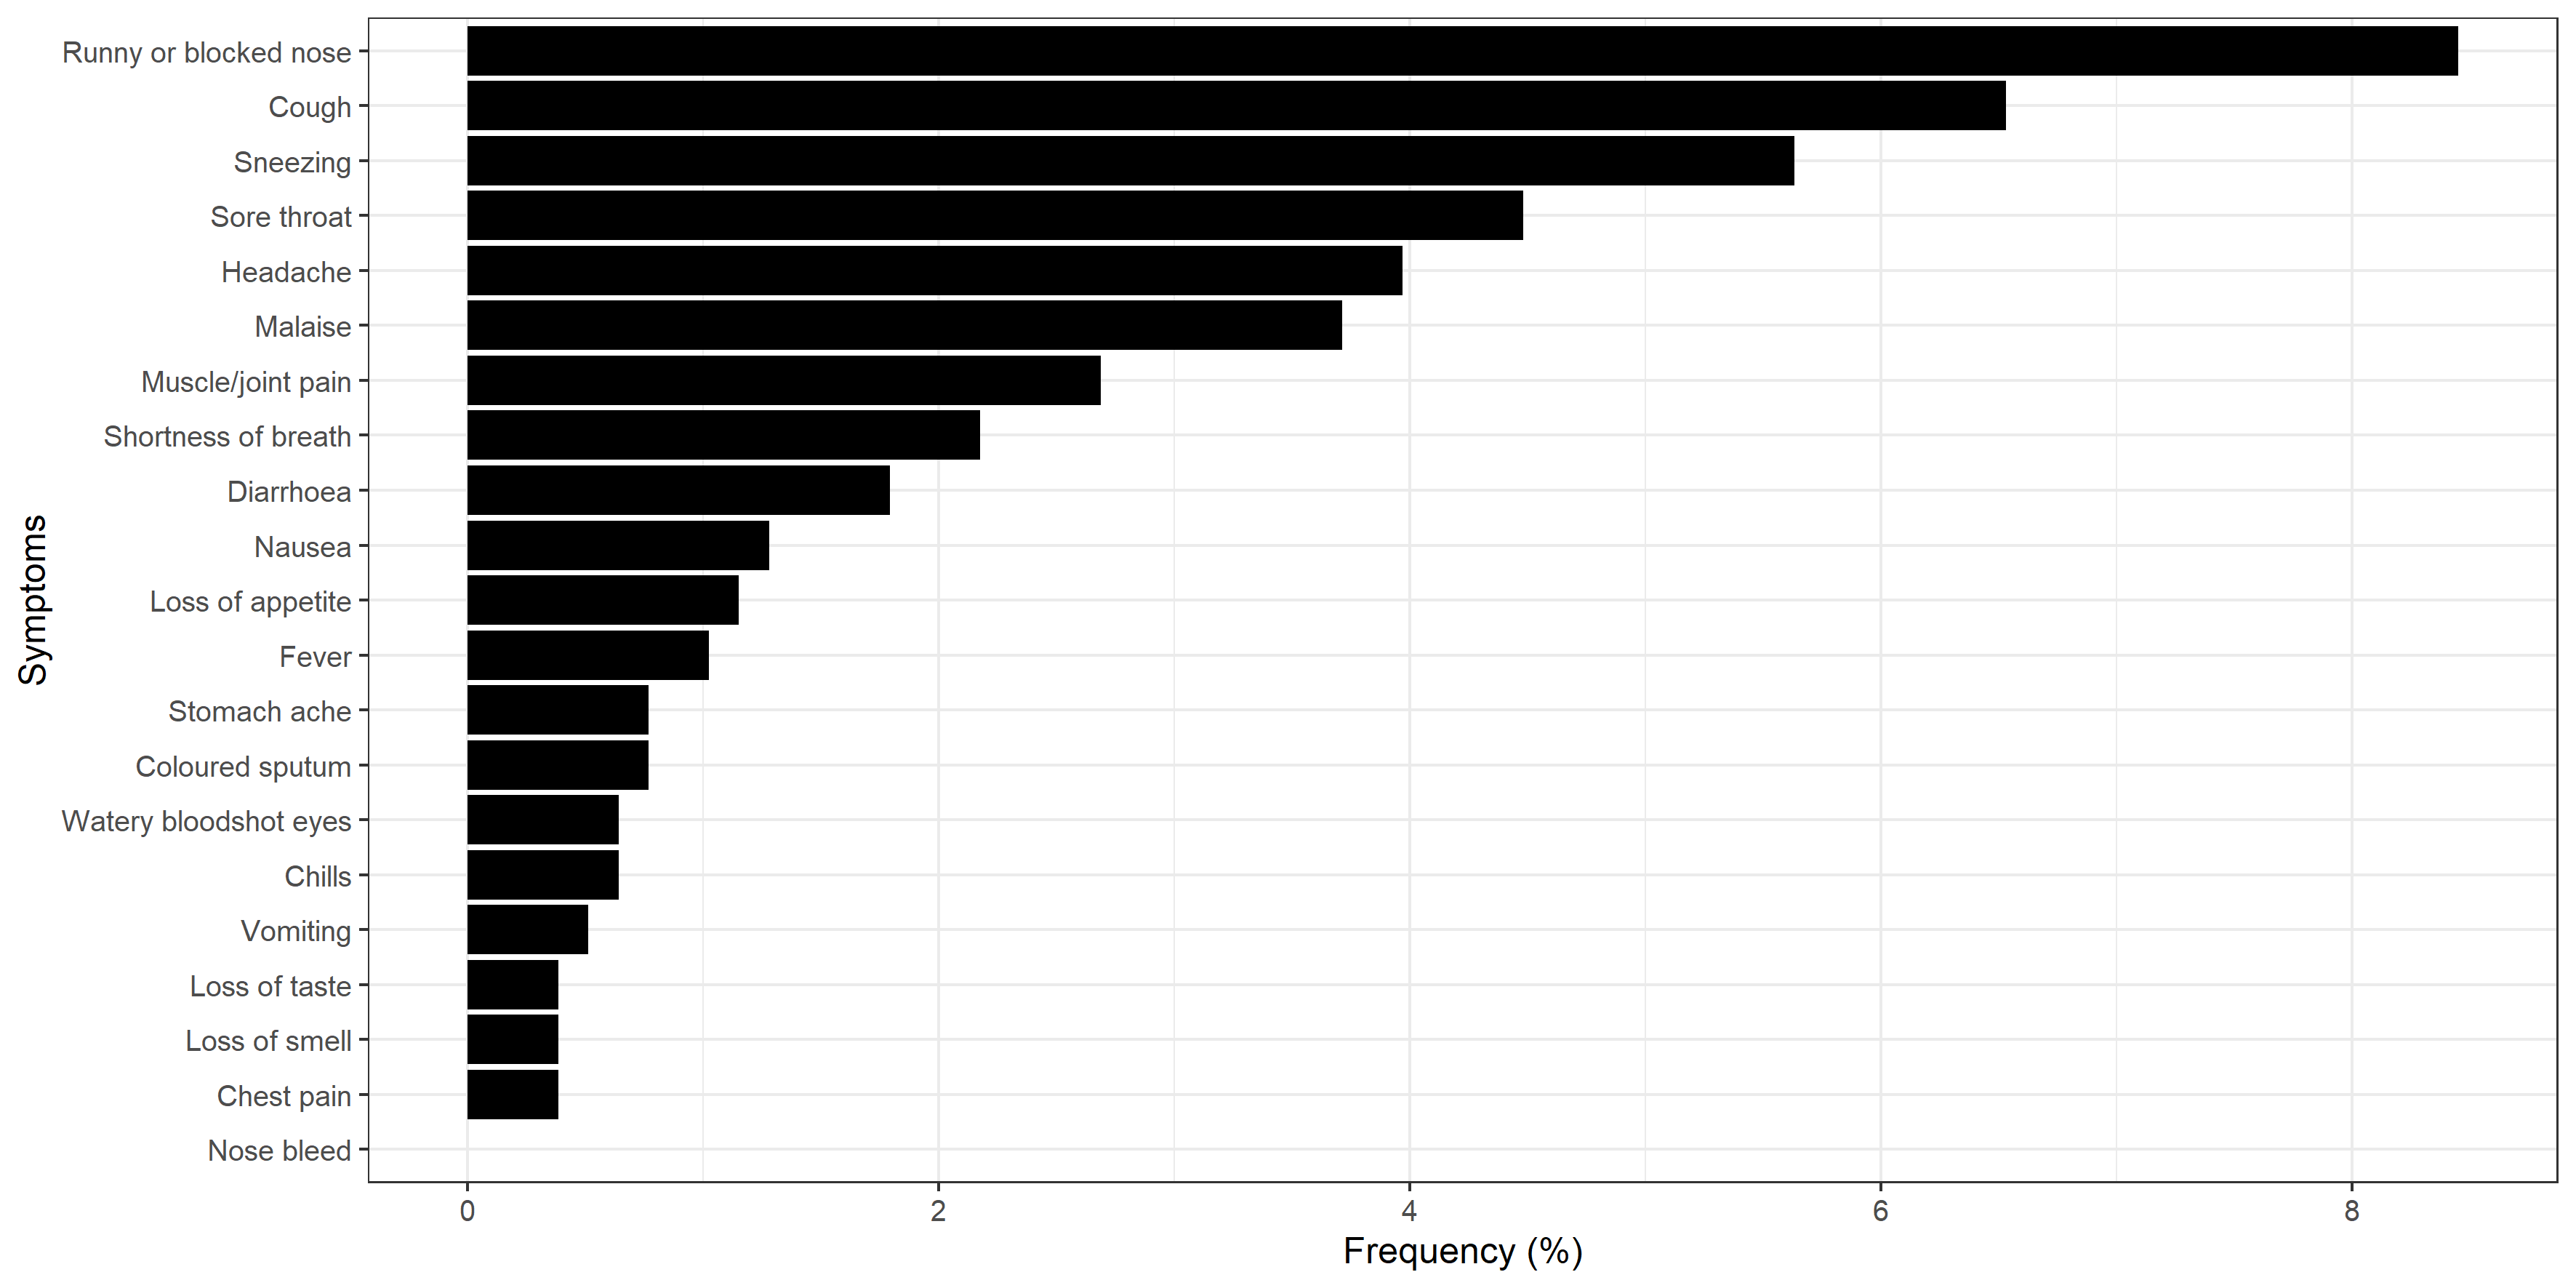 Runny or blocked nose
Cough
Sneezing
Sore throat
Headache
Malaise
Muscle/joint pain
Shortness of breath
Diarrhoea
Nausea
Loss of appetite
Fever
Stomach ache
Coloured sputum
Watery bloodshot eyes
Chills
Vomiting
Loss of taste
Loss of smell
Chest pain
Nose bleed
Symptoms
0 2 4 6 8
Frequency (%)